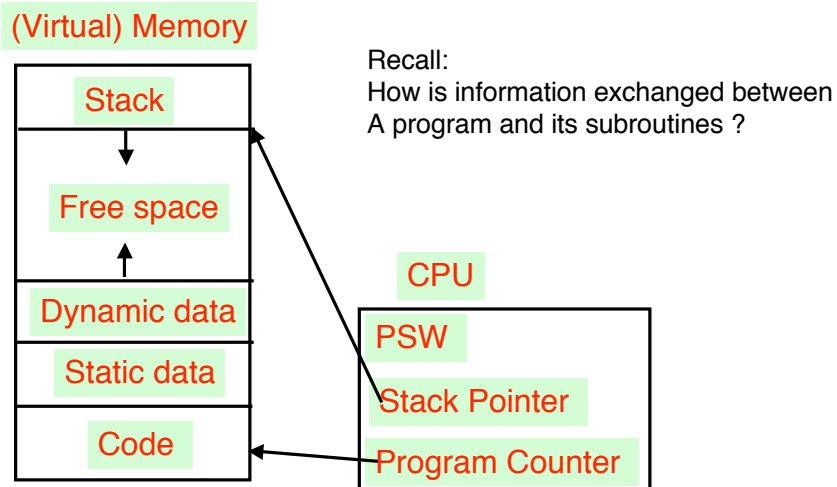 (Virtual) Memory
Recall:
How is information exchanged between
A program and its subroutines ?
Stack
Free space
Dynamic data
Static data
Code
CPU
PSW
Stack Pointer
Program Counter